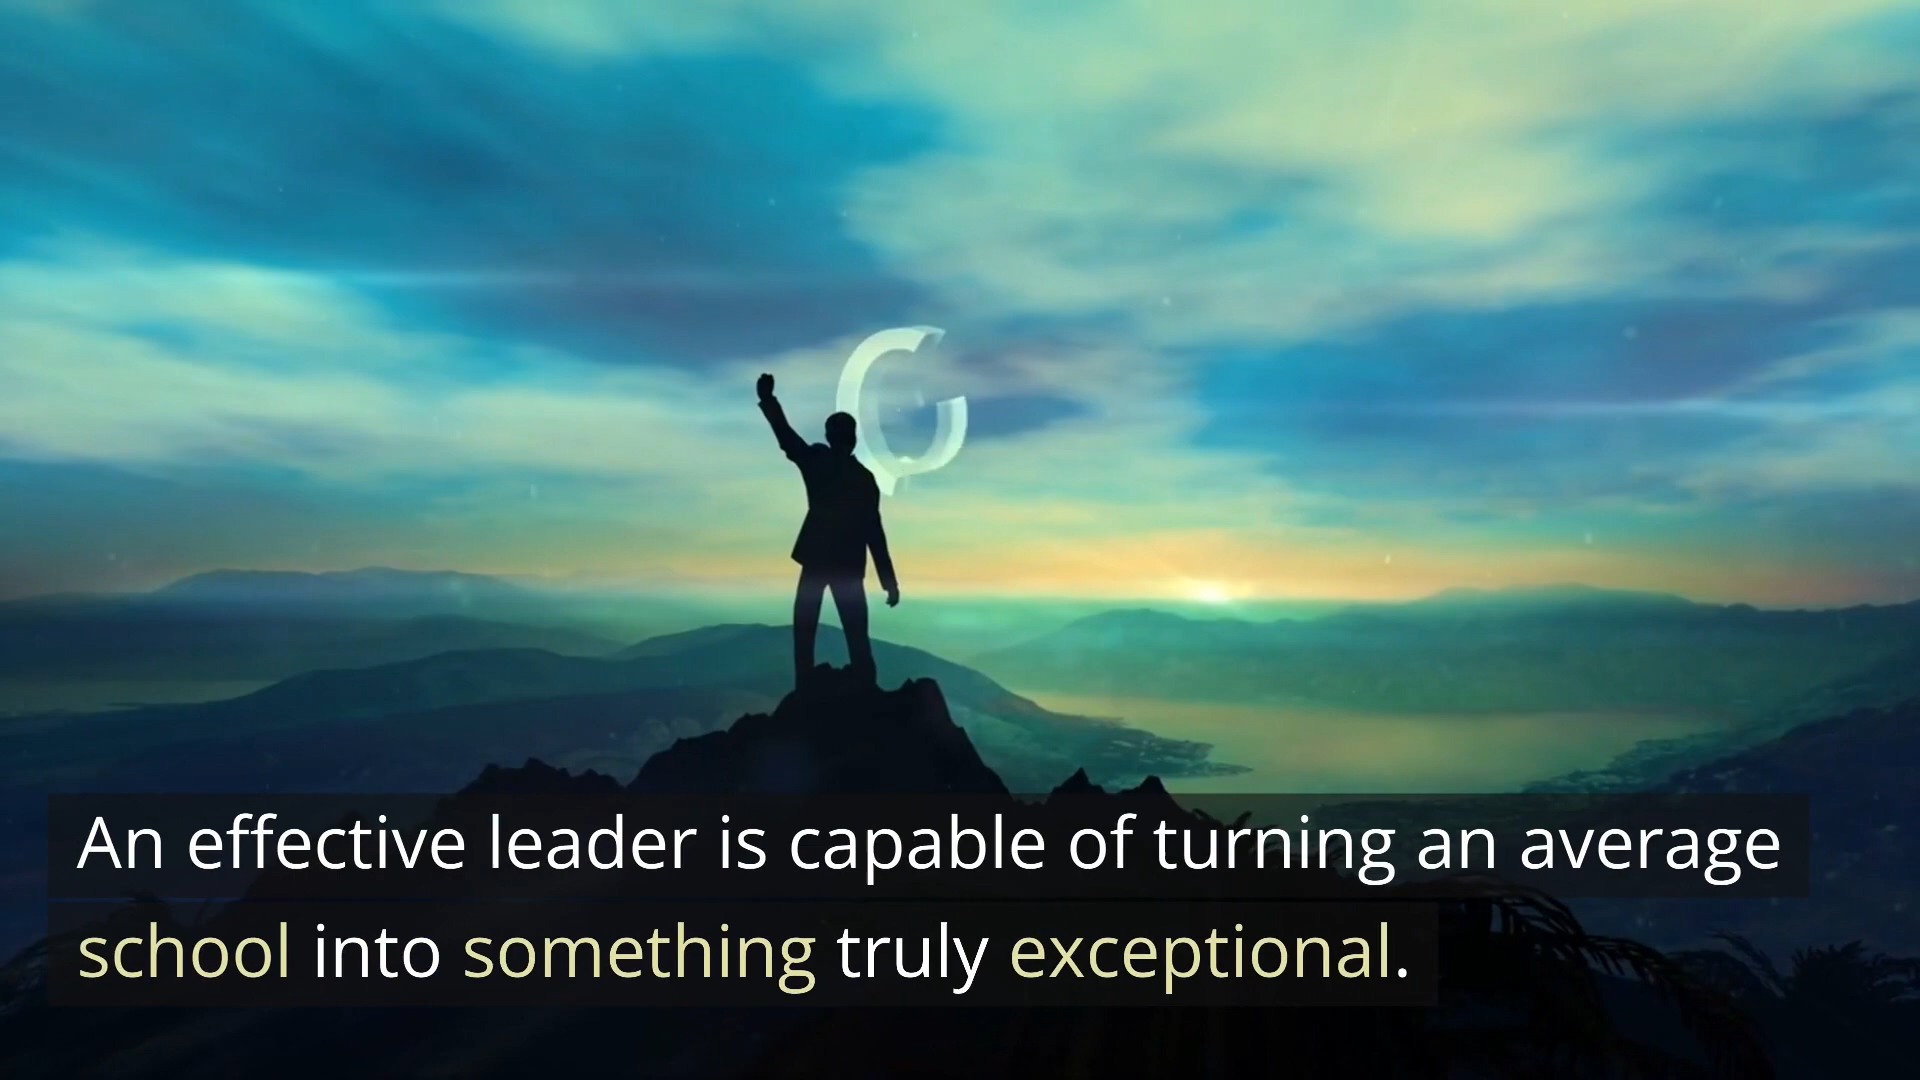 An effective leader is capable of turning an average
school into something truly exceptional.